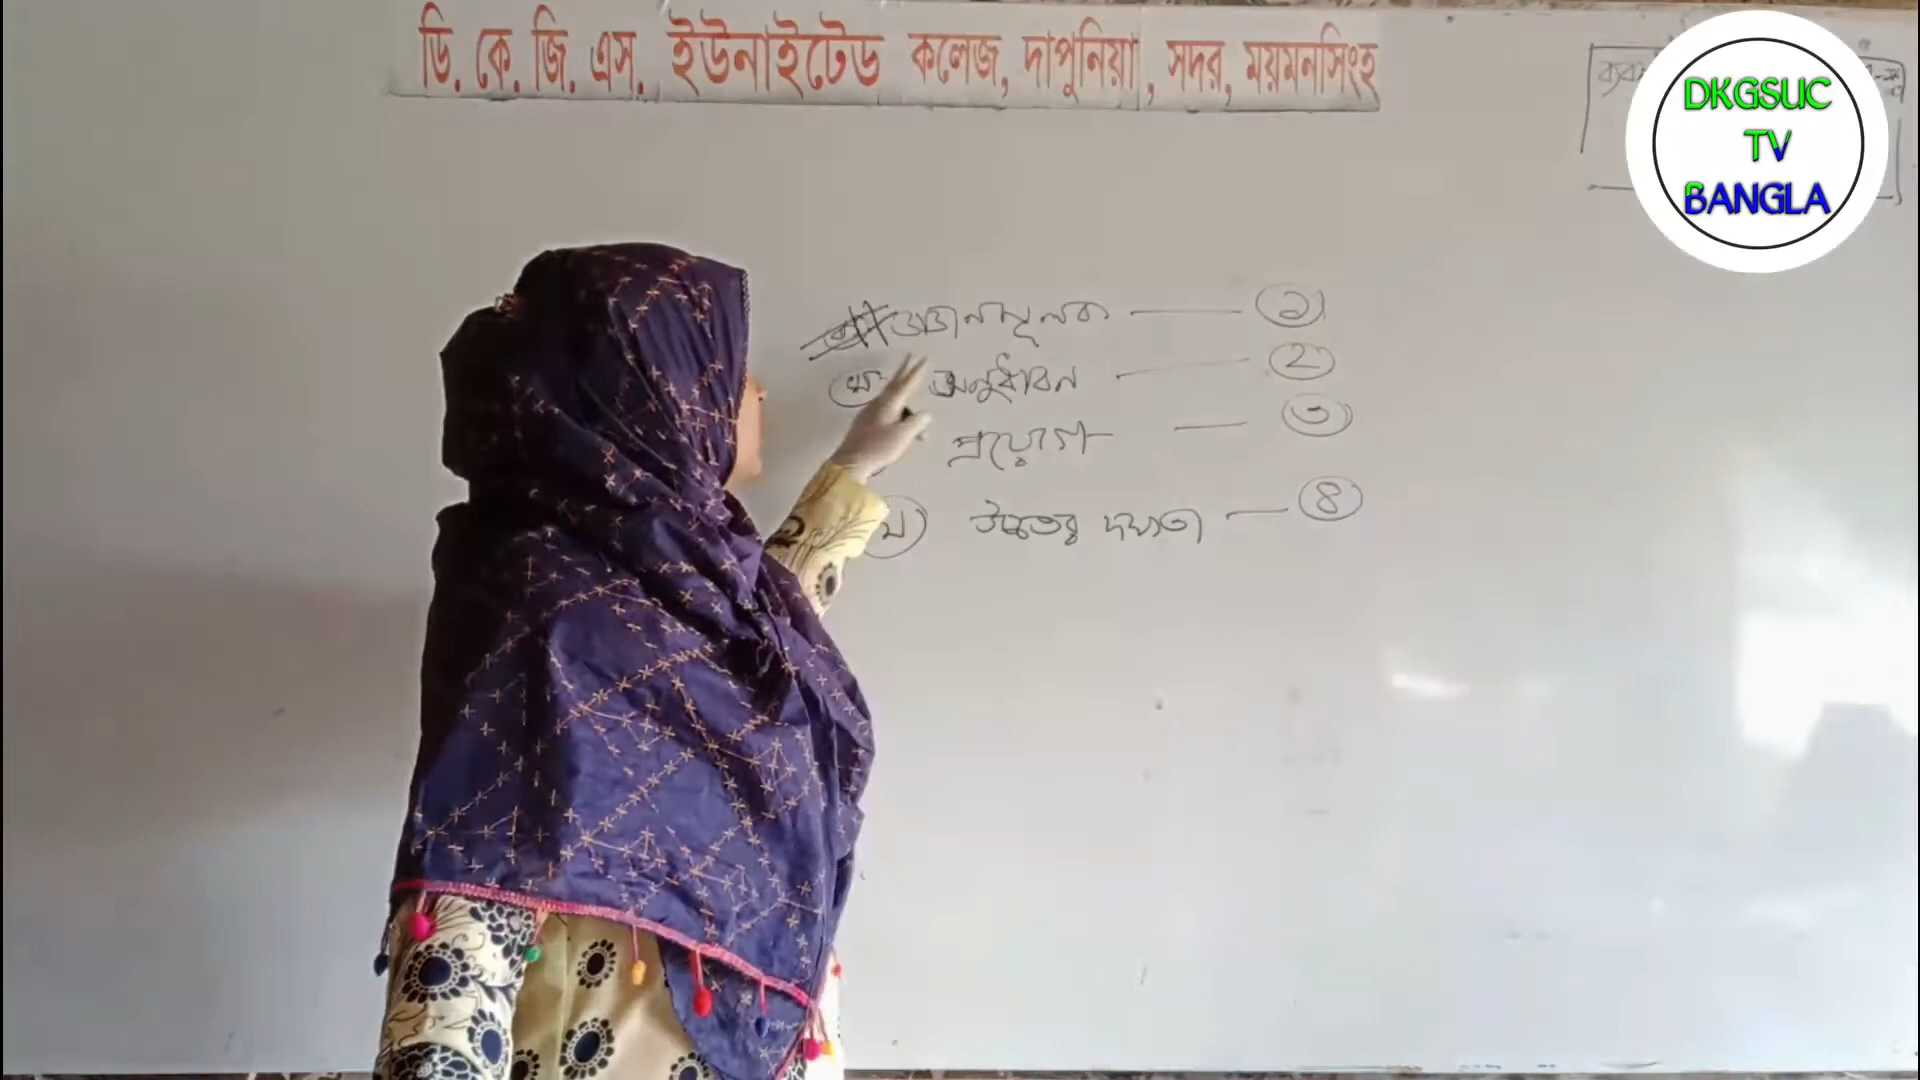 ডি. কে. জি. এস. ইউনাইটেড কলেজ, দাপুনিয়া, সদর, ময়মনসিংহ
DKGSUC
TV
BANGLA
জ্ঞানমূলক — ১
খ অনুধাবন — 2
প্রয়োগ — ৩
ঘ উচ্চতর দক্ষতা — ৪